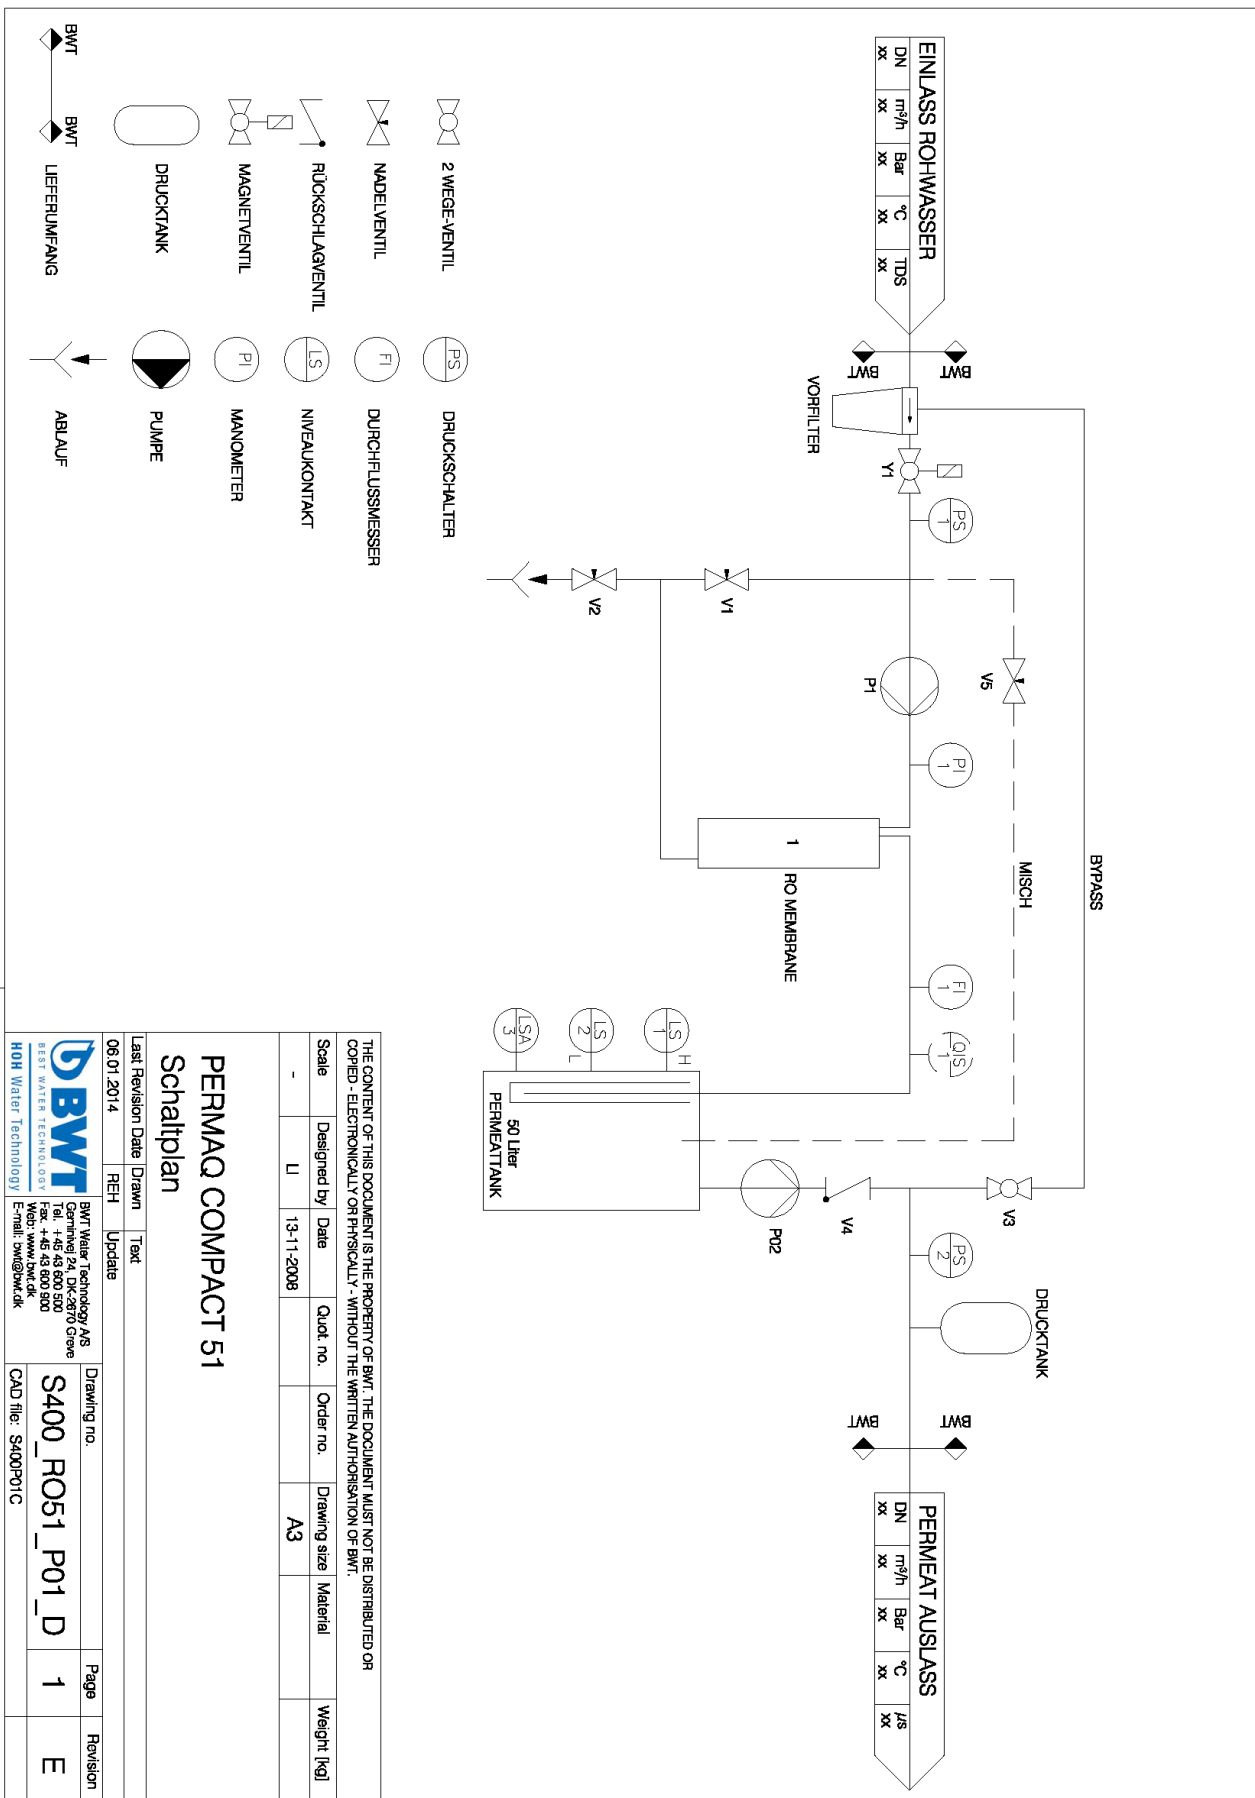 EINLASS ROHWASSER
DN m³/h Bar °C TDS
xx xx xx xx xx
BWT
BWT
VORFILTER
Y1
PS
1
V1
V2
P1
V5
PI
1
MISCH
BYPASS
1
RO MEMBRANE
FI
1
QIS
1
LS
1
H
LS
2
L
LSA
3
50 Liter
PERMEATTANK
P02
V4
V3
PS
2
DRUCKTANK
BWT
BWT
PERMEAT AUSLASS
DN m³/h Bar °C µS
xx xx xx xx xx
2 WEGE-VENTIL
NADELVENTIL
RÜCKSCHLAGVENTIL
MAGNETVENTIL
DRUCKTANK
BWT BWT
LIEFERUMFANG
PS
DRUCKSCHALTER
FI
DURCHFLUSSMESSER
LS
NIVEAUKONTAKT
PI
MANOMETER
PUMPE
ABLAUF
THE CONTENT OF THIS DOCUMENT IS THE PROPERTY OF BWT. THE DOCUMENT MUST NOT BE DISTRIBUTED OR
COPIED - ELECTRONICALLY OR PHYSICALLY - WITHOUT THE WRITTEN AUTHORISATION OF BWT.
Scale Designed by Date Quot. no. Order no. Drawing size Material Weight [kg]
- LI 13-11-2008 A3
PERMAQ COMPACT 51
Schaltplan
Last Revision Date Drawn Text
06.01.2014 REH Update
BWT
BEST WATER TECHNOLOGY
HOH Water Technology
BWT Water Technology A/S
Geminivej 24, DK-2670 Greve
Tel. +45 43 600 500
Fax. +45 43 600 900
Web: www.bwt.dk
E-mail: bwt@bwt.dk
Drawing no. Page Revision
S400_RO51_P01_D 1 E
CAD file: S400P01C